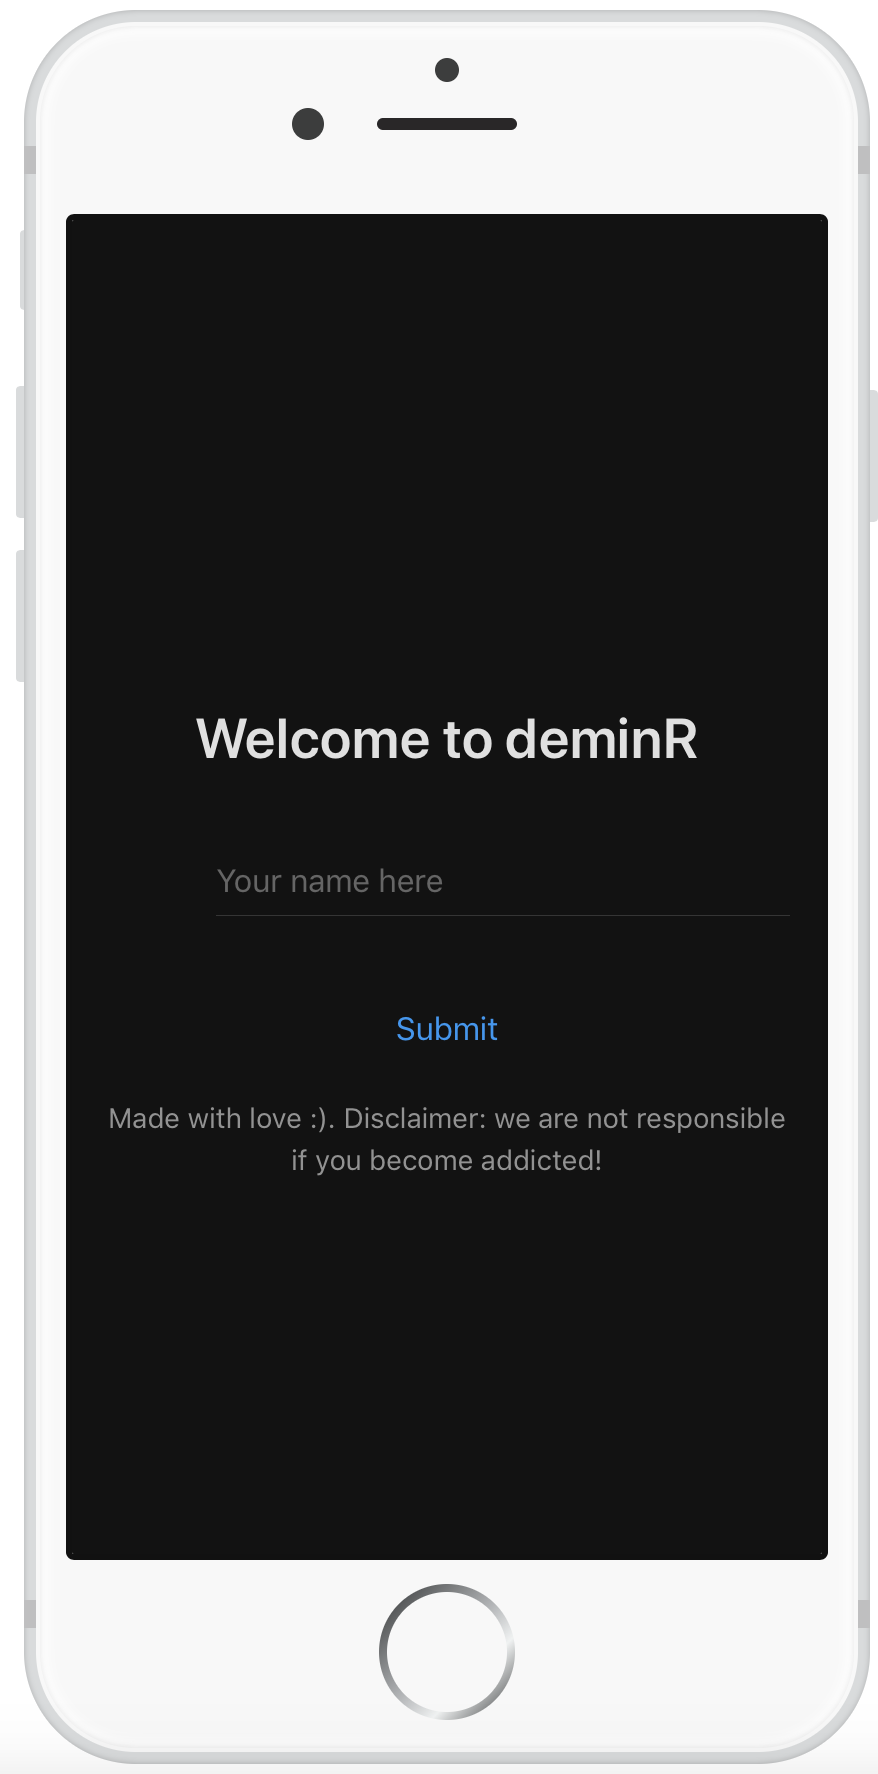 Welcome to deminR
Your name here
Submit
Made with love :). Disclaimer: we are not responsible
if you become addicted!